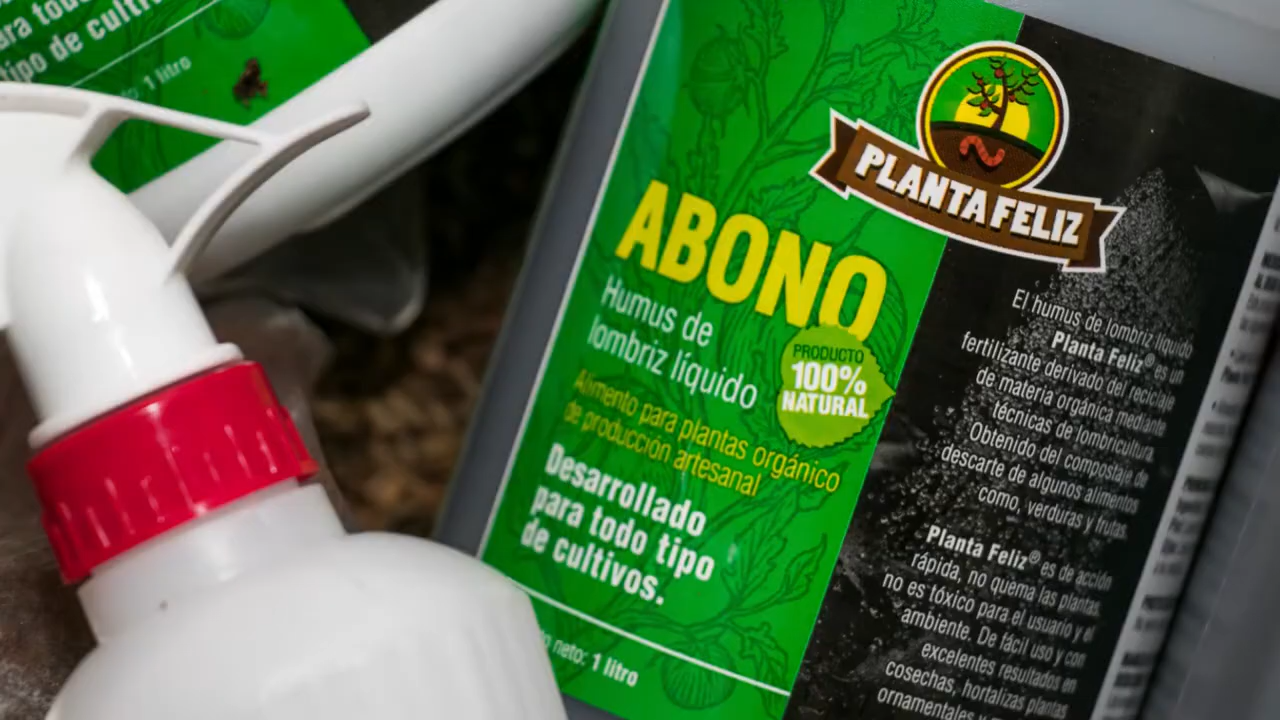 para todo
tipo de cultivo
1 litro
PLANTA FELIZ
ABONO
Humus de
lombriz líquido
PRODUCTO
100%
NATURAL
Alimento para plantas orgánico
de producción artesanal
Desarrollado
para todo tipo
de cultivos.
neto: 1 litro
El humus de lombriz líquido
Planta Feliz® es un
fertilizante derivado del reciclaje
de materia orgánica mediante
técnicas de lombricultura.
Obtenido del compostaje de
descarte de algunos alimentos
como, verduras y frutas.
Planta Feliz® es de acción
rápida, no quema las plantas,
no es tóxico para el usuario y el
ambiente. De fácil uso y con
excelentes resultados en
cosechas, hortalizas plantas
ornamentales y